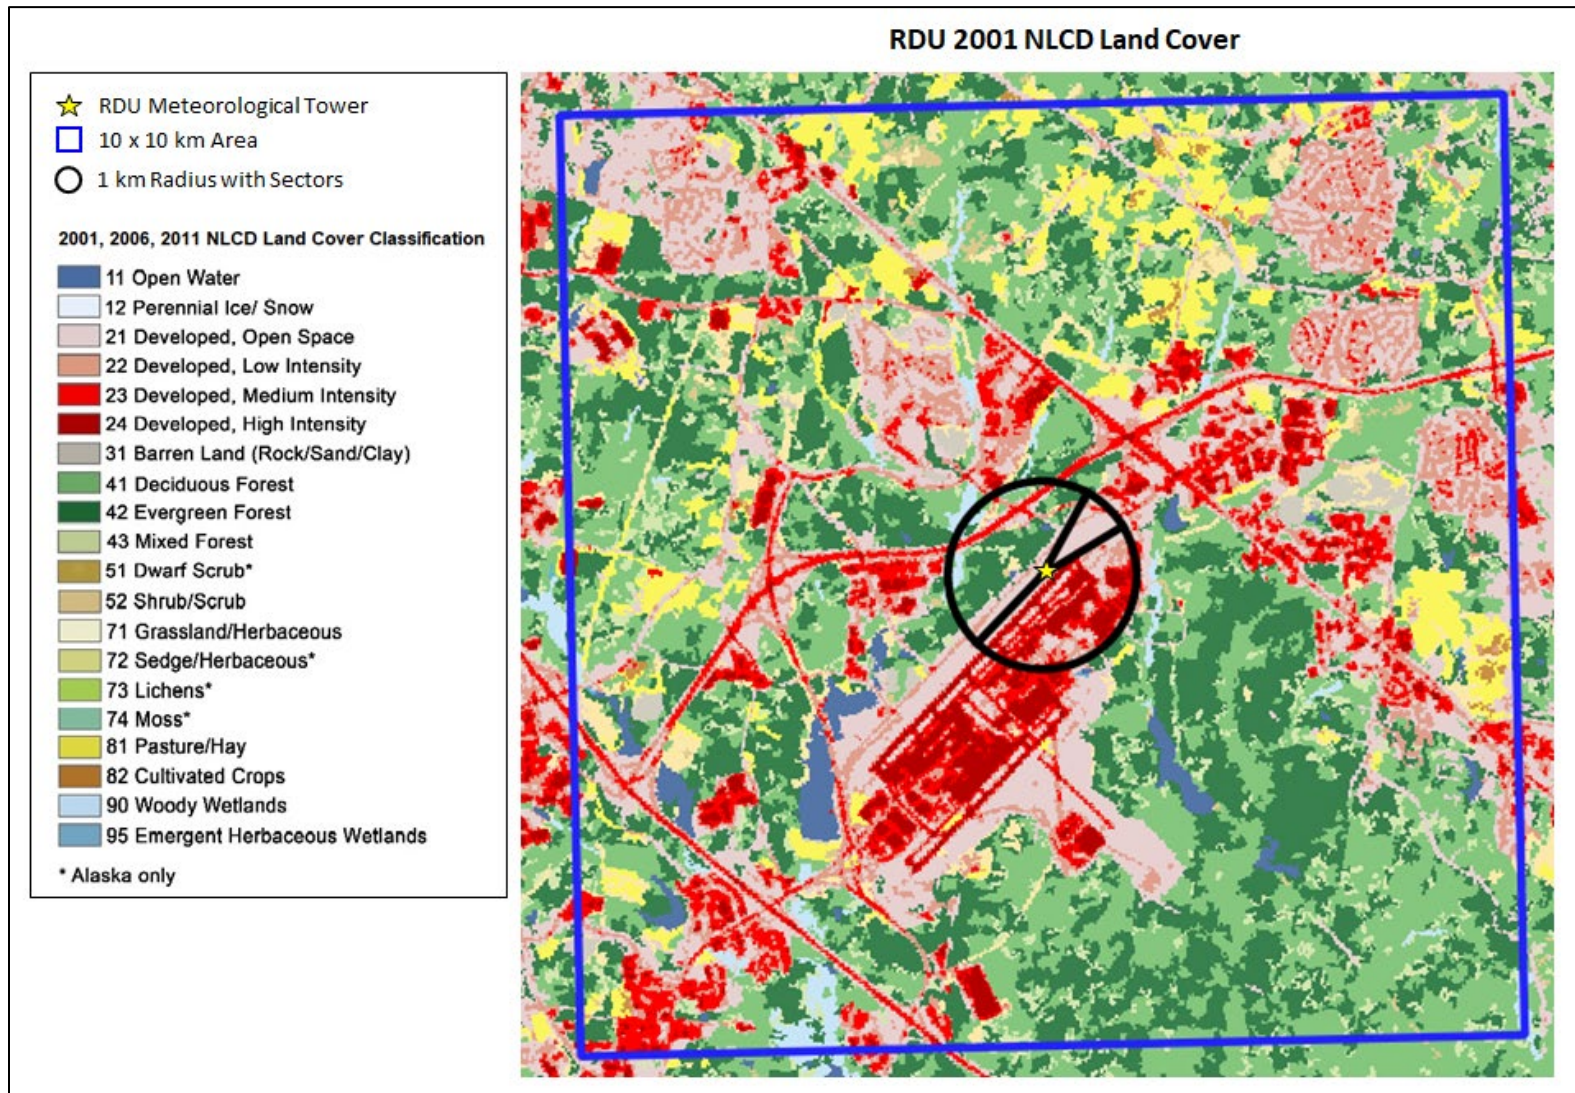 RDU 2001 NLCD Land Cover
RDU Meteorological Tower
10 x 10 km Area
1 km Radius with Sectors
2001, 2006, 2011 NLCD Land Cover Classification
11 Open Water
12 Perennial Ice/ Snow
21 Developed, Open Space
22 Developed, Low Intensity
23 Developed, Medium Intensity
24 Developed, High Intensity
31 Barren Land (Rock/Sand/Clay)
41 Deciduous Forest
42 Evergreen Forest
43 Mixed Forest
51 Dwarf Scrub*
52 Shrub/Scrub
71 Grassland/Herbaceous
72 Sedge/Herbaceous*
73 Lichens*
74 Moss*
81 Pasture/Hay
82 Cultivated Crops
90 Woody Wetlands
95 Emergent Herbaceous Wetlands
* Alaska only